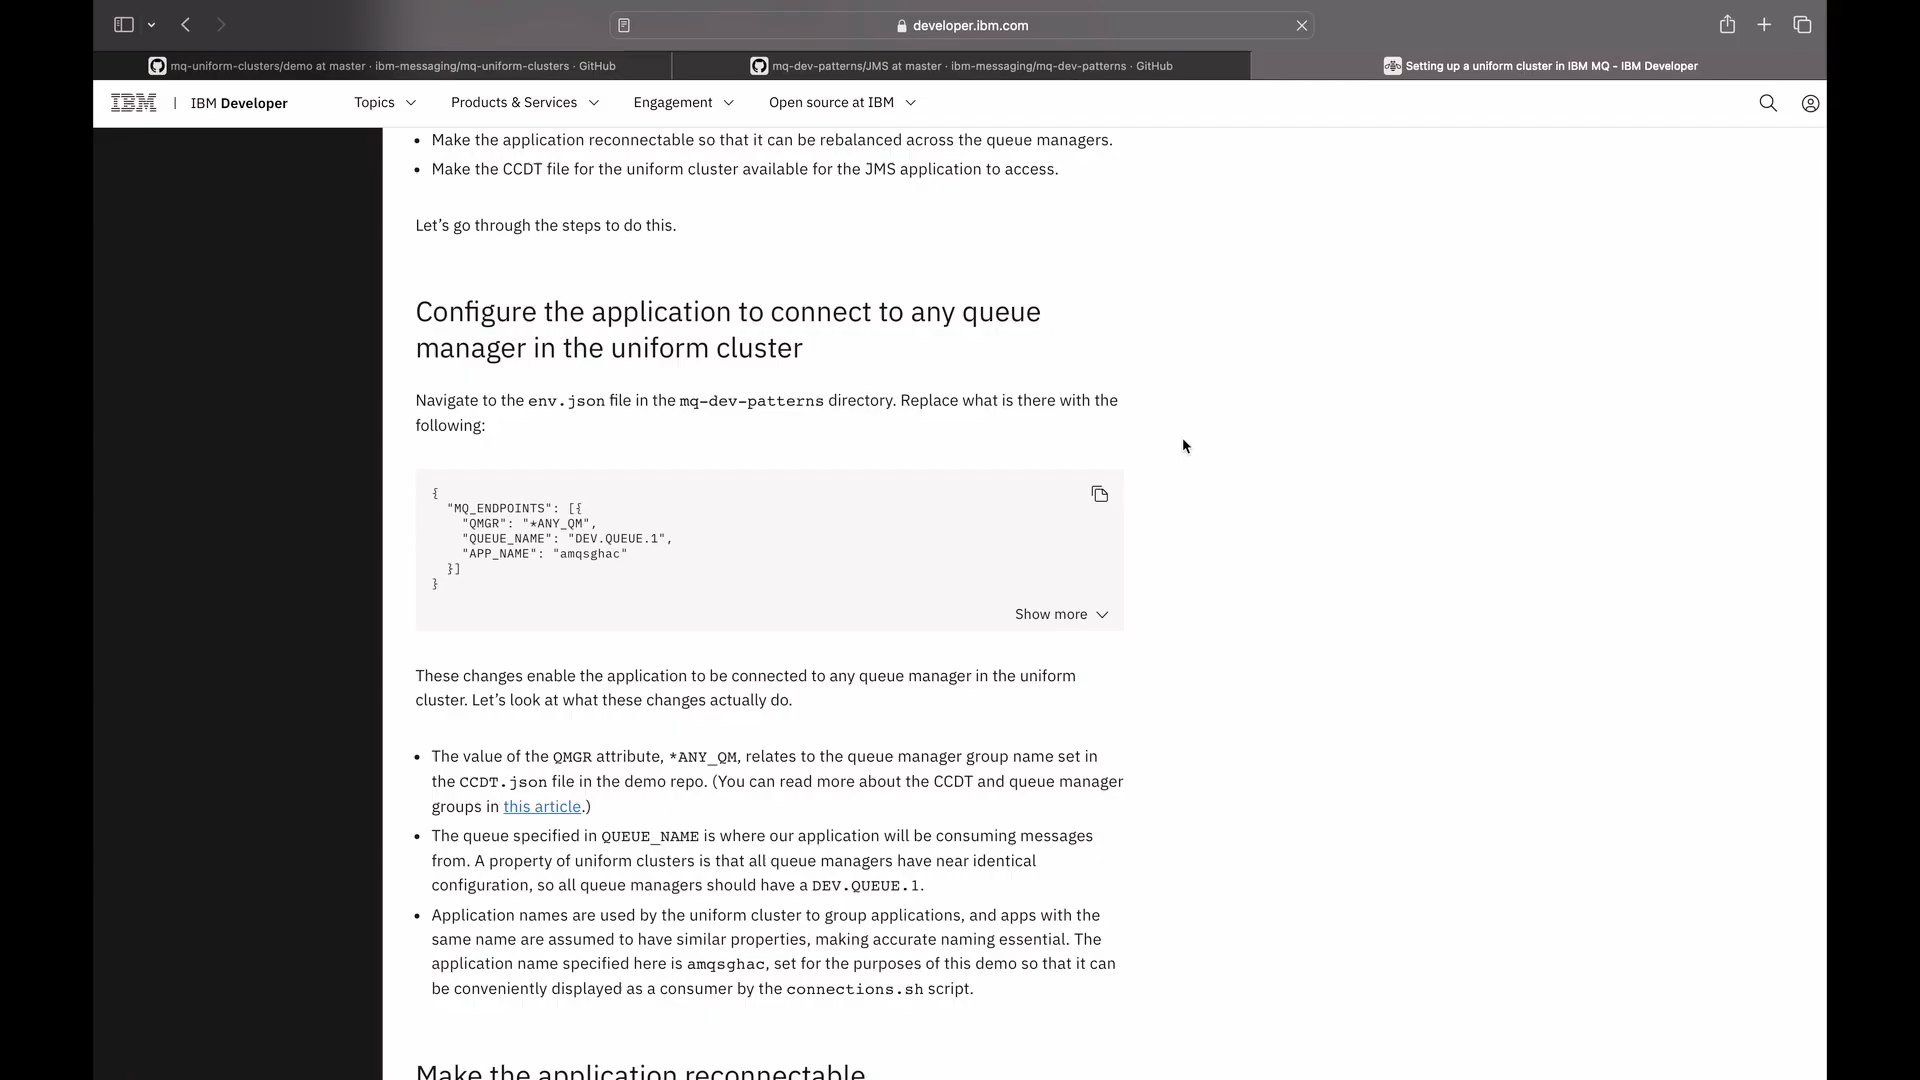 developer.ibm.com
mq-uniform-clusters/demo at master · ibm-messaging/mq-uniform-clusters · GitHub
mq-dev-patterns/JMS at master · ibm-messaging/mq-dev-patterns · GitHub
Setting up a uniform cluster in IBM MQ - IBM Developer
IBM | IBM Developer
Topics
Products & Services
Engagement
Open source at IBM
• Make the application reconnectable so that it can be rebalanced across the queue managers.
• Make the CCDT file for the uniform cluster available for the JMS application to access.
Let’s go through the steps to do this.
Configure the application to connect to any queue
manager in the uniform cluster
Navigate to the env.json file in the mq-dev-patterns directory. Replace what is there with the
following:
{
"MQ_ENDPOINTS": [{
"QMGR": "*ANY_QM",
"QUEUE_NAME": "DEV.QUEUE.1",
"APP_NAME": "amqsghac"
}]
}
Show more
These changes enable the application to be connected to any queue manager in the uniform
cluster. Let’s look at what these changes actually do.
• The value of the QMGR attribute, *ANY_QM, relates to the queue manager group name set in
the CCDT.json file in the demo repo. (You can read more about the CCDT and queue manager
groups in this article.)
• The queue specified in QUEUE_NAME is where our application will be consuming messages
from. A property of uniform clusters is that all queue managers have near identical
configuration, so all queue managers should have a DEV.QUEUE.1.
• Application names are used by the uniform cluster to group applications, and apps with the
same name are assumed to have similar properties, making accurate naming essential. The
application name specified here is amqsghac, set for the purposes of this demo so that it can
be conveniently displayed as a consumer by the connections.sh script.
Make the application reconnectable